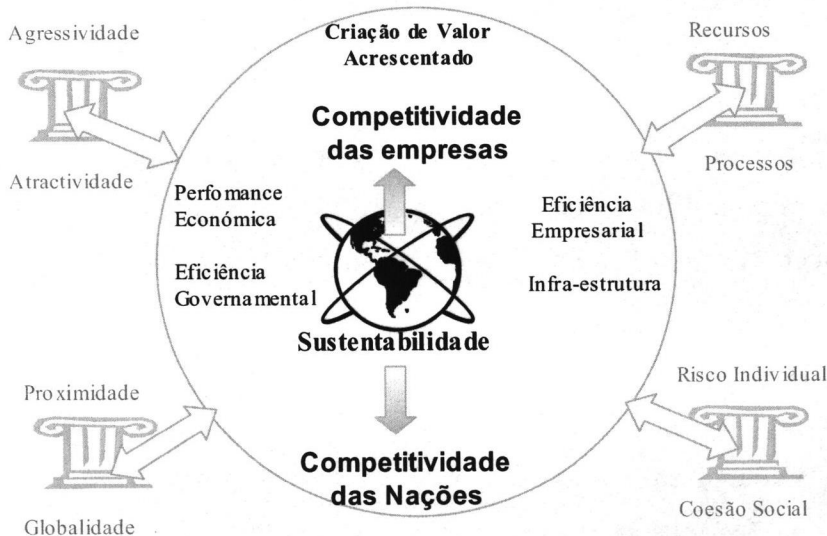 Agressividade
Atractividade
Criação de Valor
Acrescentado
Competitividade
das empresas
Recursos
Processos
Perfomance
Económica
Eficiência
Governamental
Eficiência
Empresarial
Infra-estrutura
Sustentabilidade
Proximidade
Globalidade
Competitividade
das Nações
Risco Individual
Coesão Social